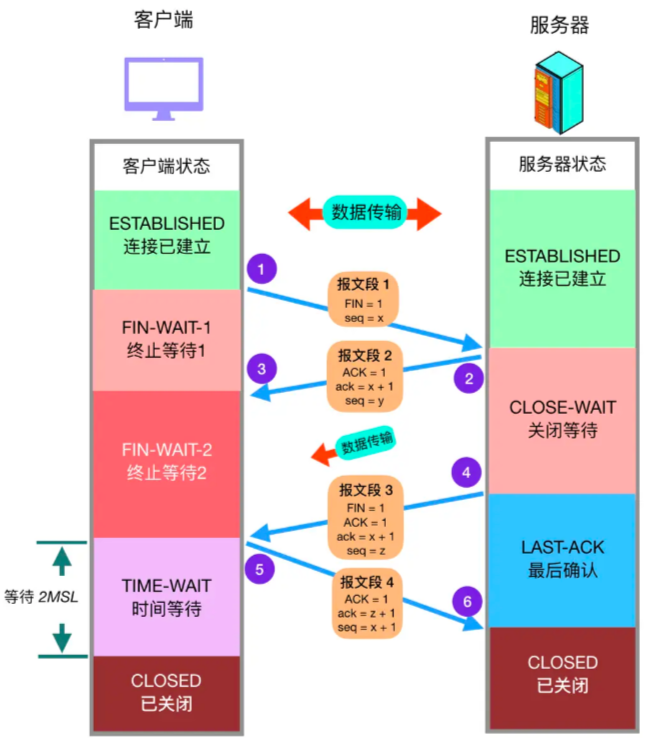 客户端
服务器
客户端状态
服务器状态
ESTABLISHED
连接已建立
数据传输
ESTABLISHED
连接已建立
1
报文段 1
FIN = 1
seq = x
FIN-WAIT-1
终止等待1
3
报文段 2
ACK = 1
ack = x + 1
seq = y
2
CLOSE-WAIT
关闭等待
FIN-WAIT-2
终止等待2
数据传输
4
报文段 3
FIN = 1
ACK = 1
ack = x + 1
seq = z
LAST-ACK
最后确认
5
等待 2MSL
TIME-WAIT
时间等待
报文段 4
ACK = 1
ack = z + 1
seq = x + 1
6
CLOSED
已关闭
CLOSED
已关闭